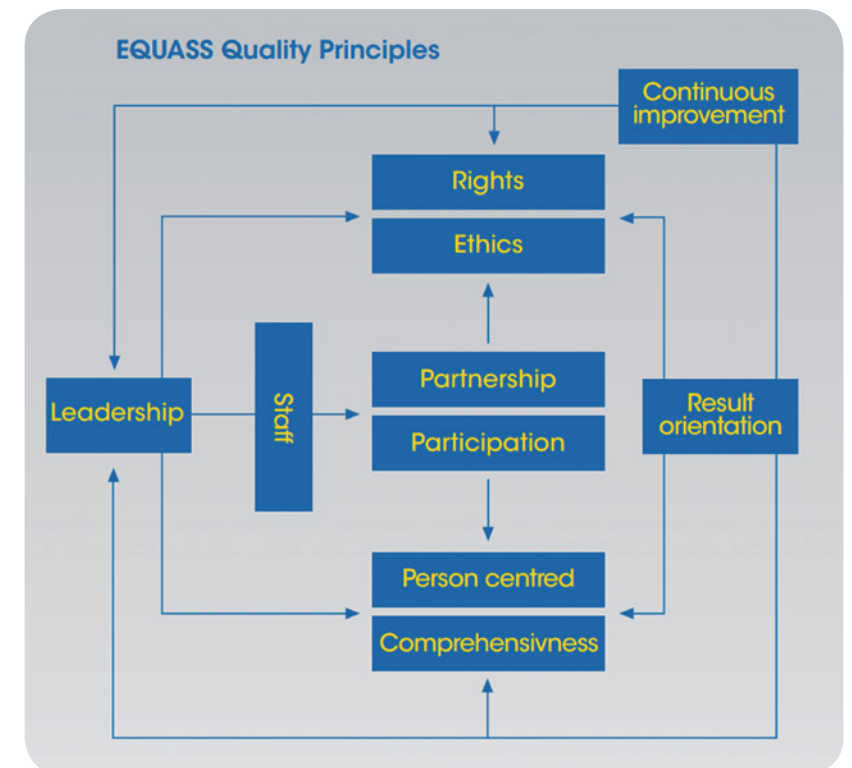 EQUASS Quality Principles
Continuous
improvement
Rights
Ethics
Partnership
Participation
Leadership
Staff
Result
orientation
Person centred
Comprehensivness